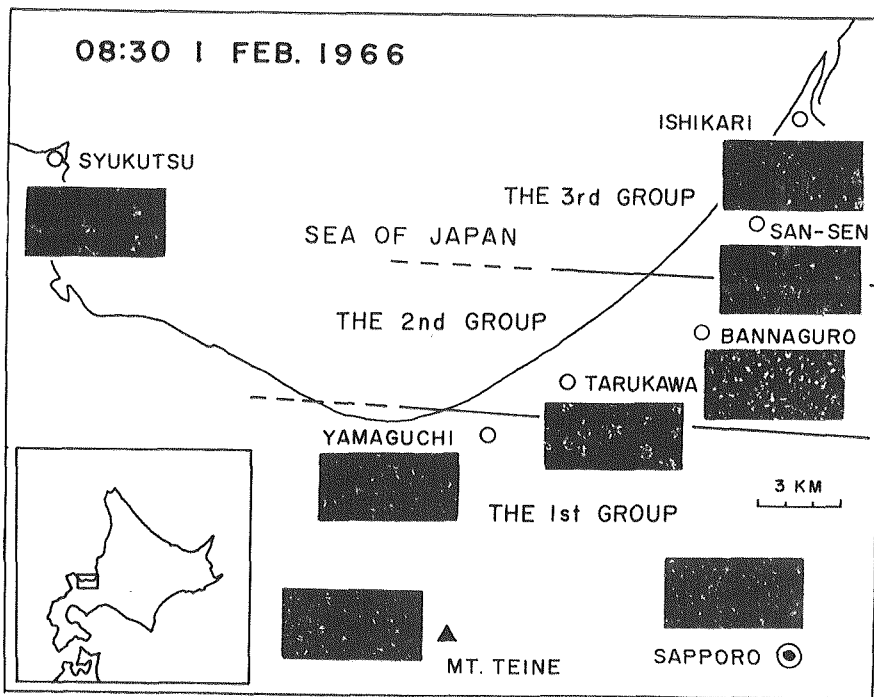 08:30 1 FEB. 1966
ISHIKARI
SYUKUTSU
THE 3rd GROUP
SAN-SEN
SEA OF JAPAN
THE 2nd GROUP
BANNAGURO
TARUKAWA
YAMAGUCHI
3 KM
THE 1st GROUP
MT. TEINE
SAPPORO